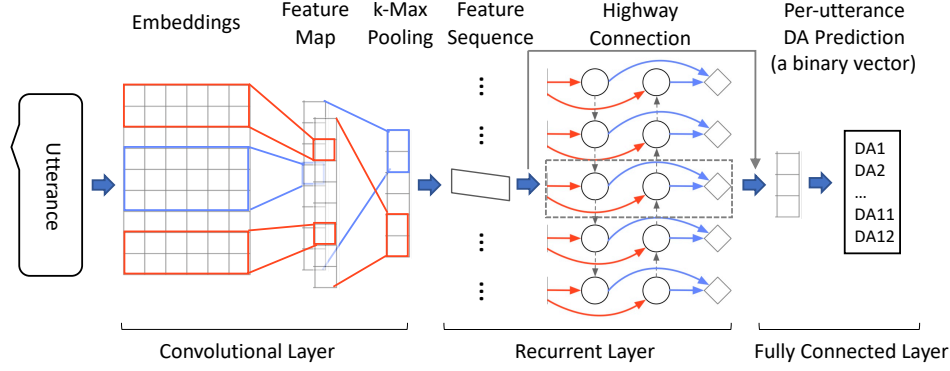 Embeddings
Feature
Map
k-Max
Pooling
Feature
Sequence
Highway
Connection
Per-utterance
DA Prediction
(a binary vector)
Utterance
...
...
...
...
DA1
DA2
...
DA11
DA12
Convolutional Layer
Recurrent Layer
Fully Connected Layer